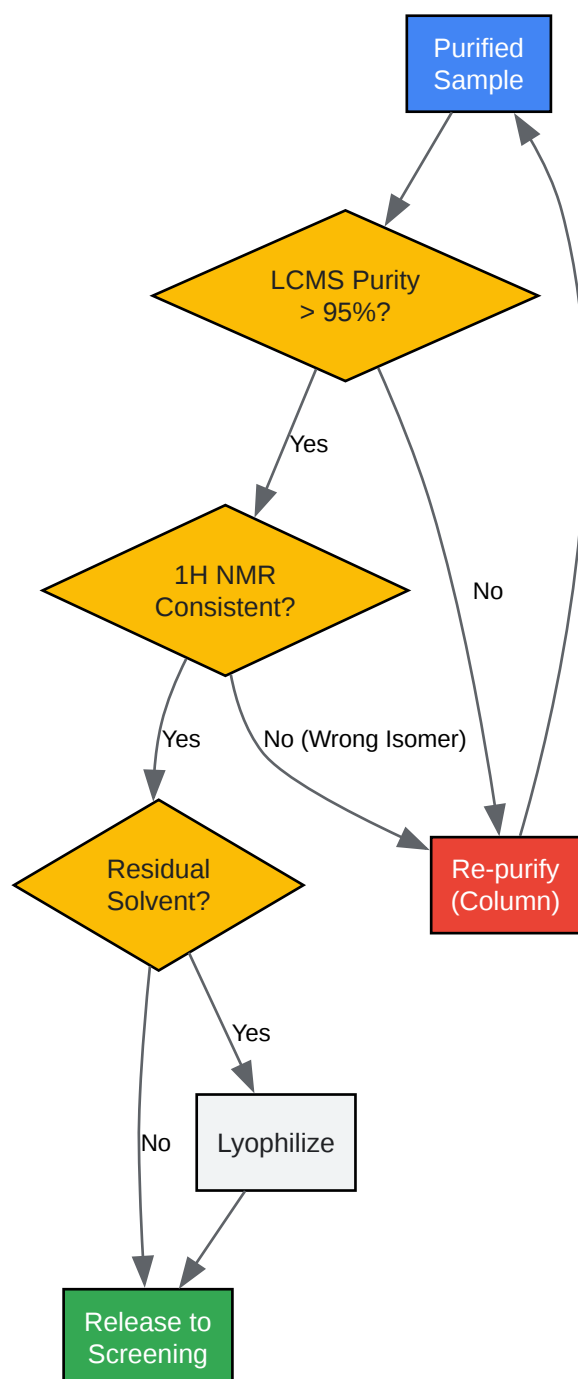 Purified
Sample
LCMS Purity
> 95%?
Yes
1H NMR
Consistent?
No
Yes
No (Wrong Isomer)
Residual
Solvent?
Re-purify
(Column)
Yes
No
Lyophilize
Release to
Screening